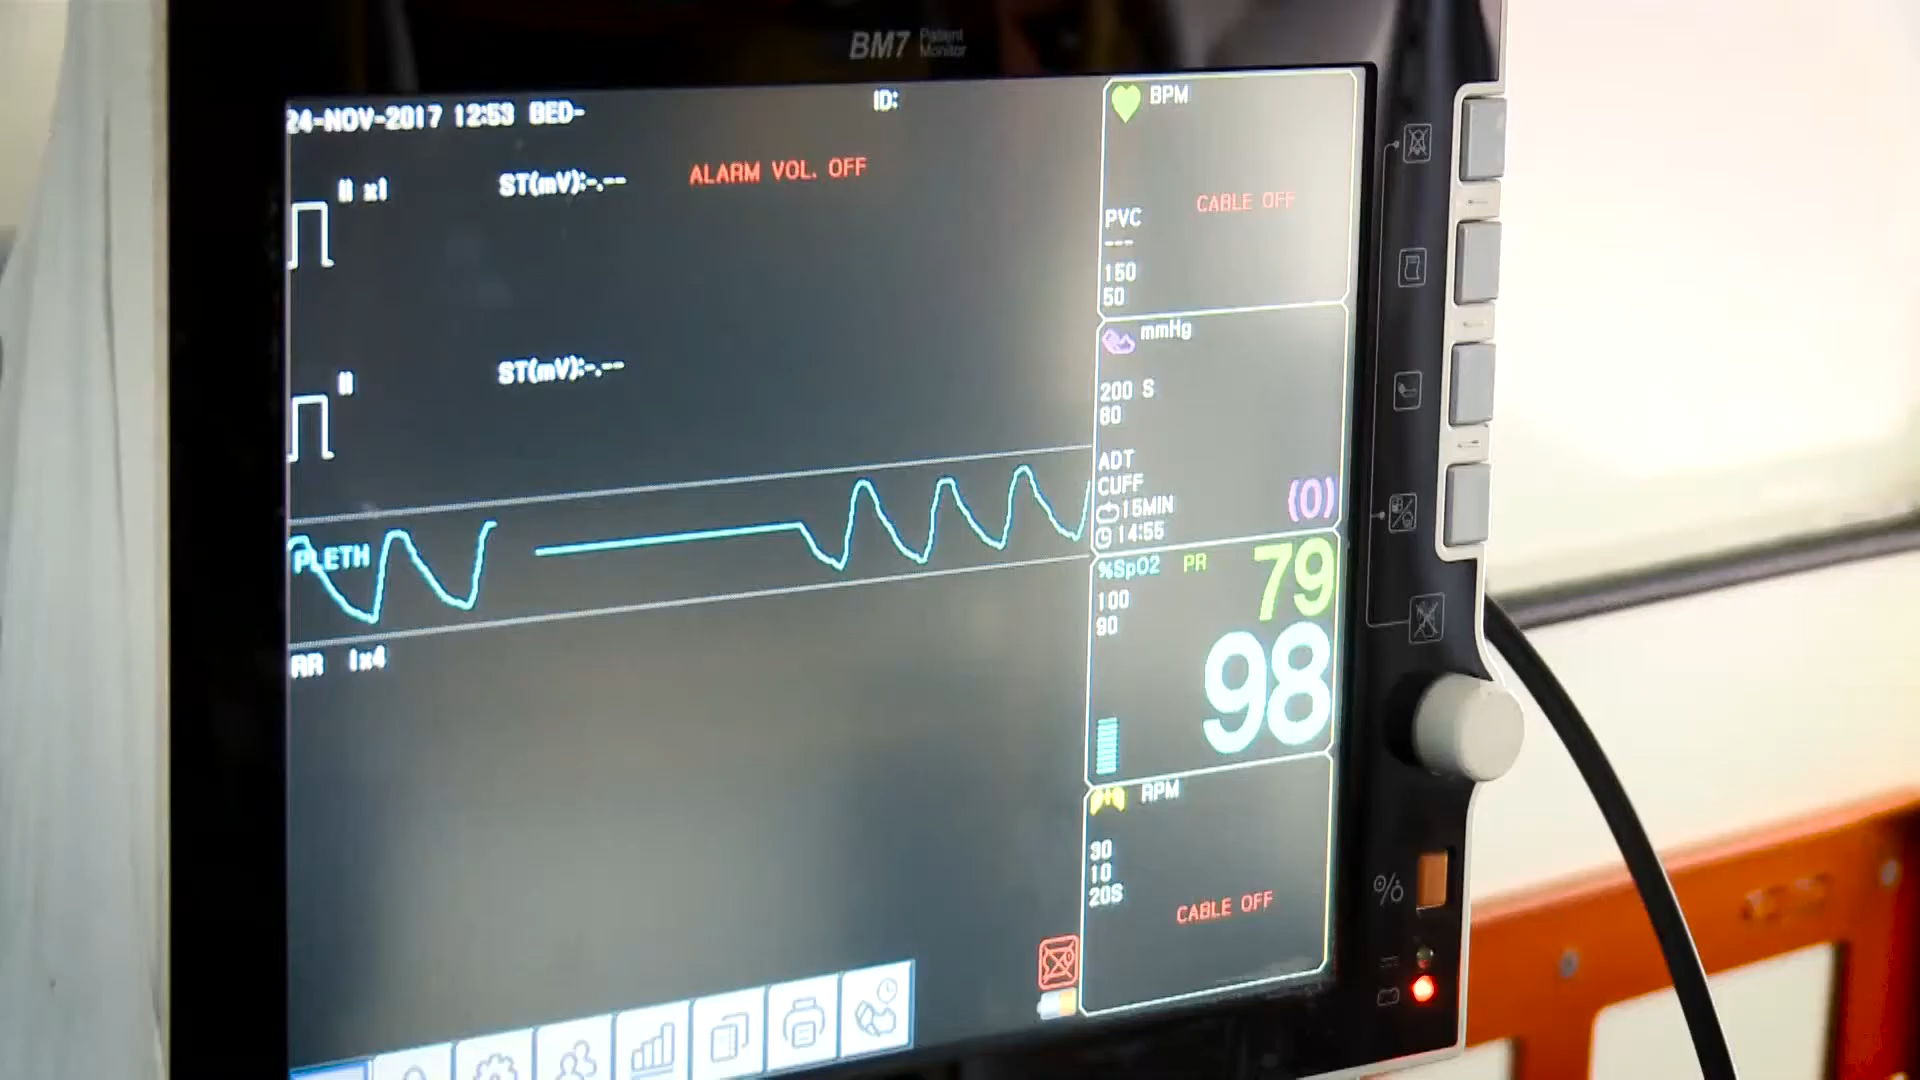 BM7 Patient Monitor
24-NOV-2017 12:53 BED-
ID:
II x1
ST(mV):-.--
ALARM VOL. OFF
II
ST(mV):-.--
PLETH
RR Ix4
BPM
CABLE OFF
PVC
---
150
50
mmHg
200 S
80
ADT
CUFF
15MIN
(0)
14:55
%SpO2 PR 79
100
90
98
RPM
30
10
20S
CABLE OFF